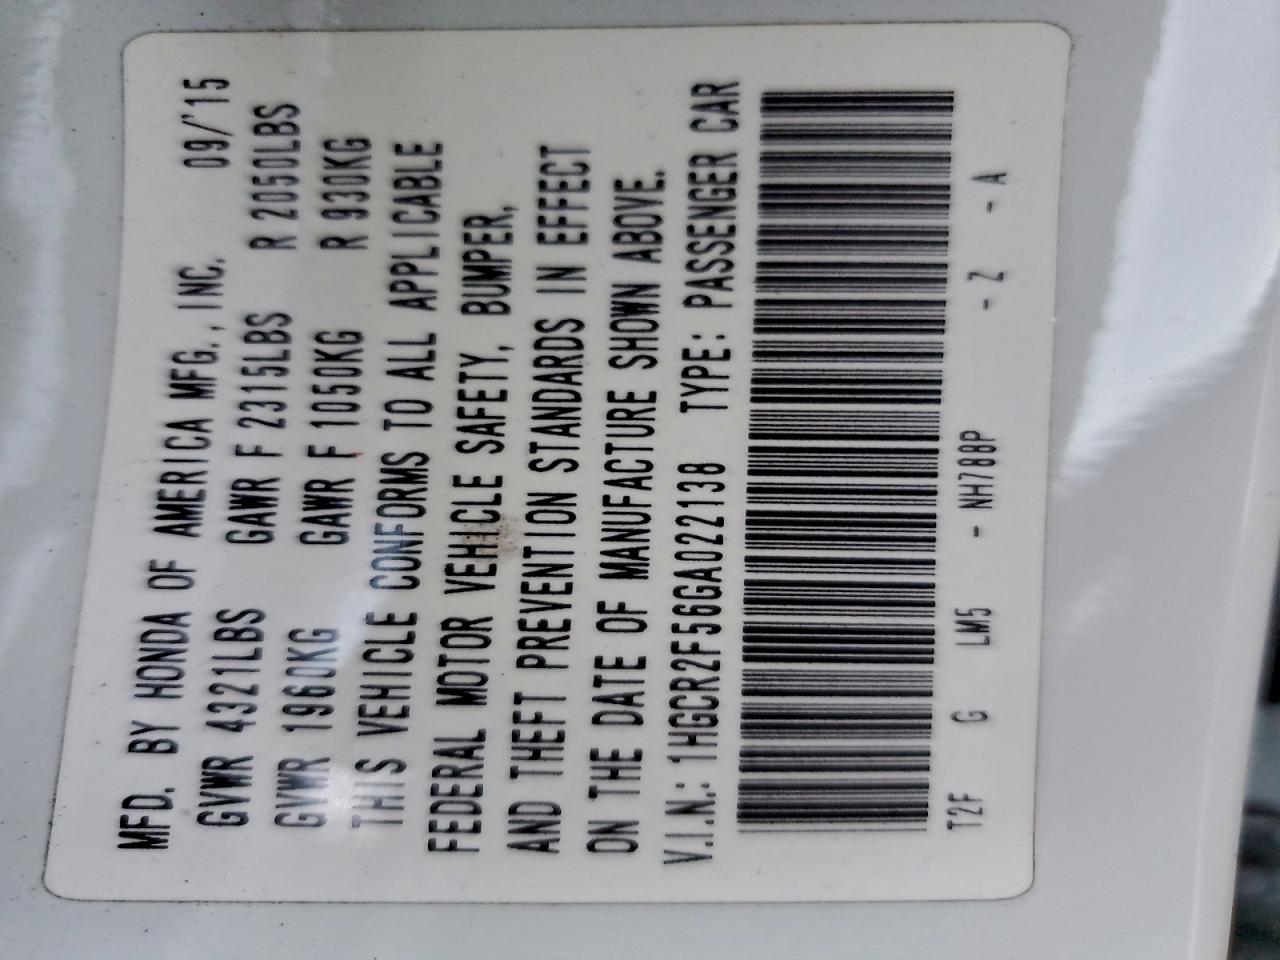 MFD. BY HONDA OF AMERICA MFG., INC. 09/'15
GVWR 4321LBS GAWR F 2315LBS R 2050LBS
GVWR 1960KG GAWR F 1050KG R 930KG
THIS VEHICLE CONFORMS TO ALL APPLICABLE
FEDERAL MOTOR VEHICLE SAFETY, BUMPER,
AND THEFT PREVENTION STANDARDS IN EFFECT
ON THE DATE OF MANUFACTURE SHOWN ABOVE.
V.I.N.: 1HGCR2F56GA022138 TYPE: PASSENGER CAR
T2F G LM5 - NH788P - Z - A